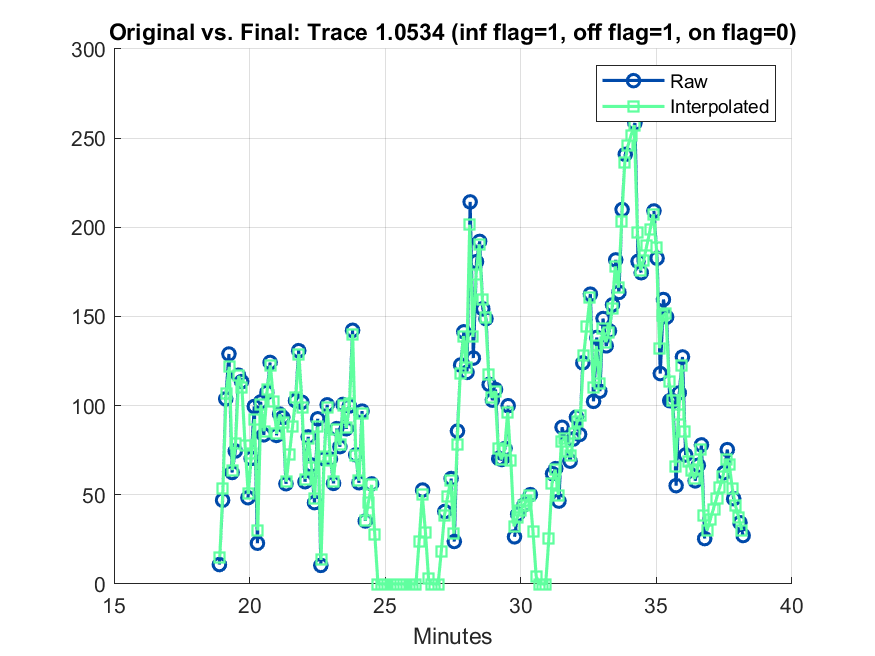 Original vs. Final: Trace 1.0534 (inf flag=1, off flag=1, on flag=0)
300
250
200
150
100
50
0
Raw
Interpolated
15 20 25 30 35 40
Minutes